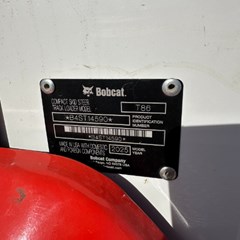 Bobcat.
COMPACT SKID STEER
TRACK LOADER MODEL
T86
*B4ST14590*
PRODUCT
IDENTIFICATION
NUMBER
*B4ST14590*
MADE IN USA WITH DOMESTIC
AND FOREIGN COMPONENTS
2025
MODEL
YEAR
Bobcat Company